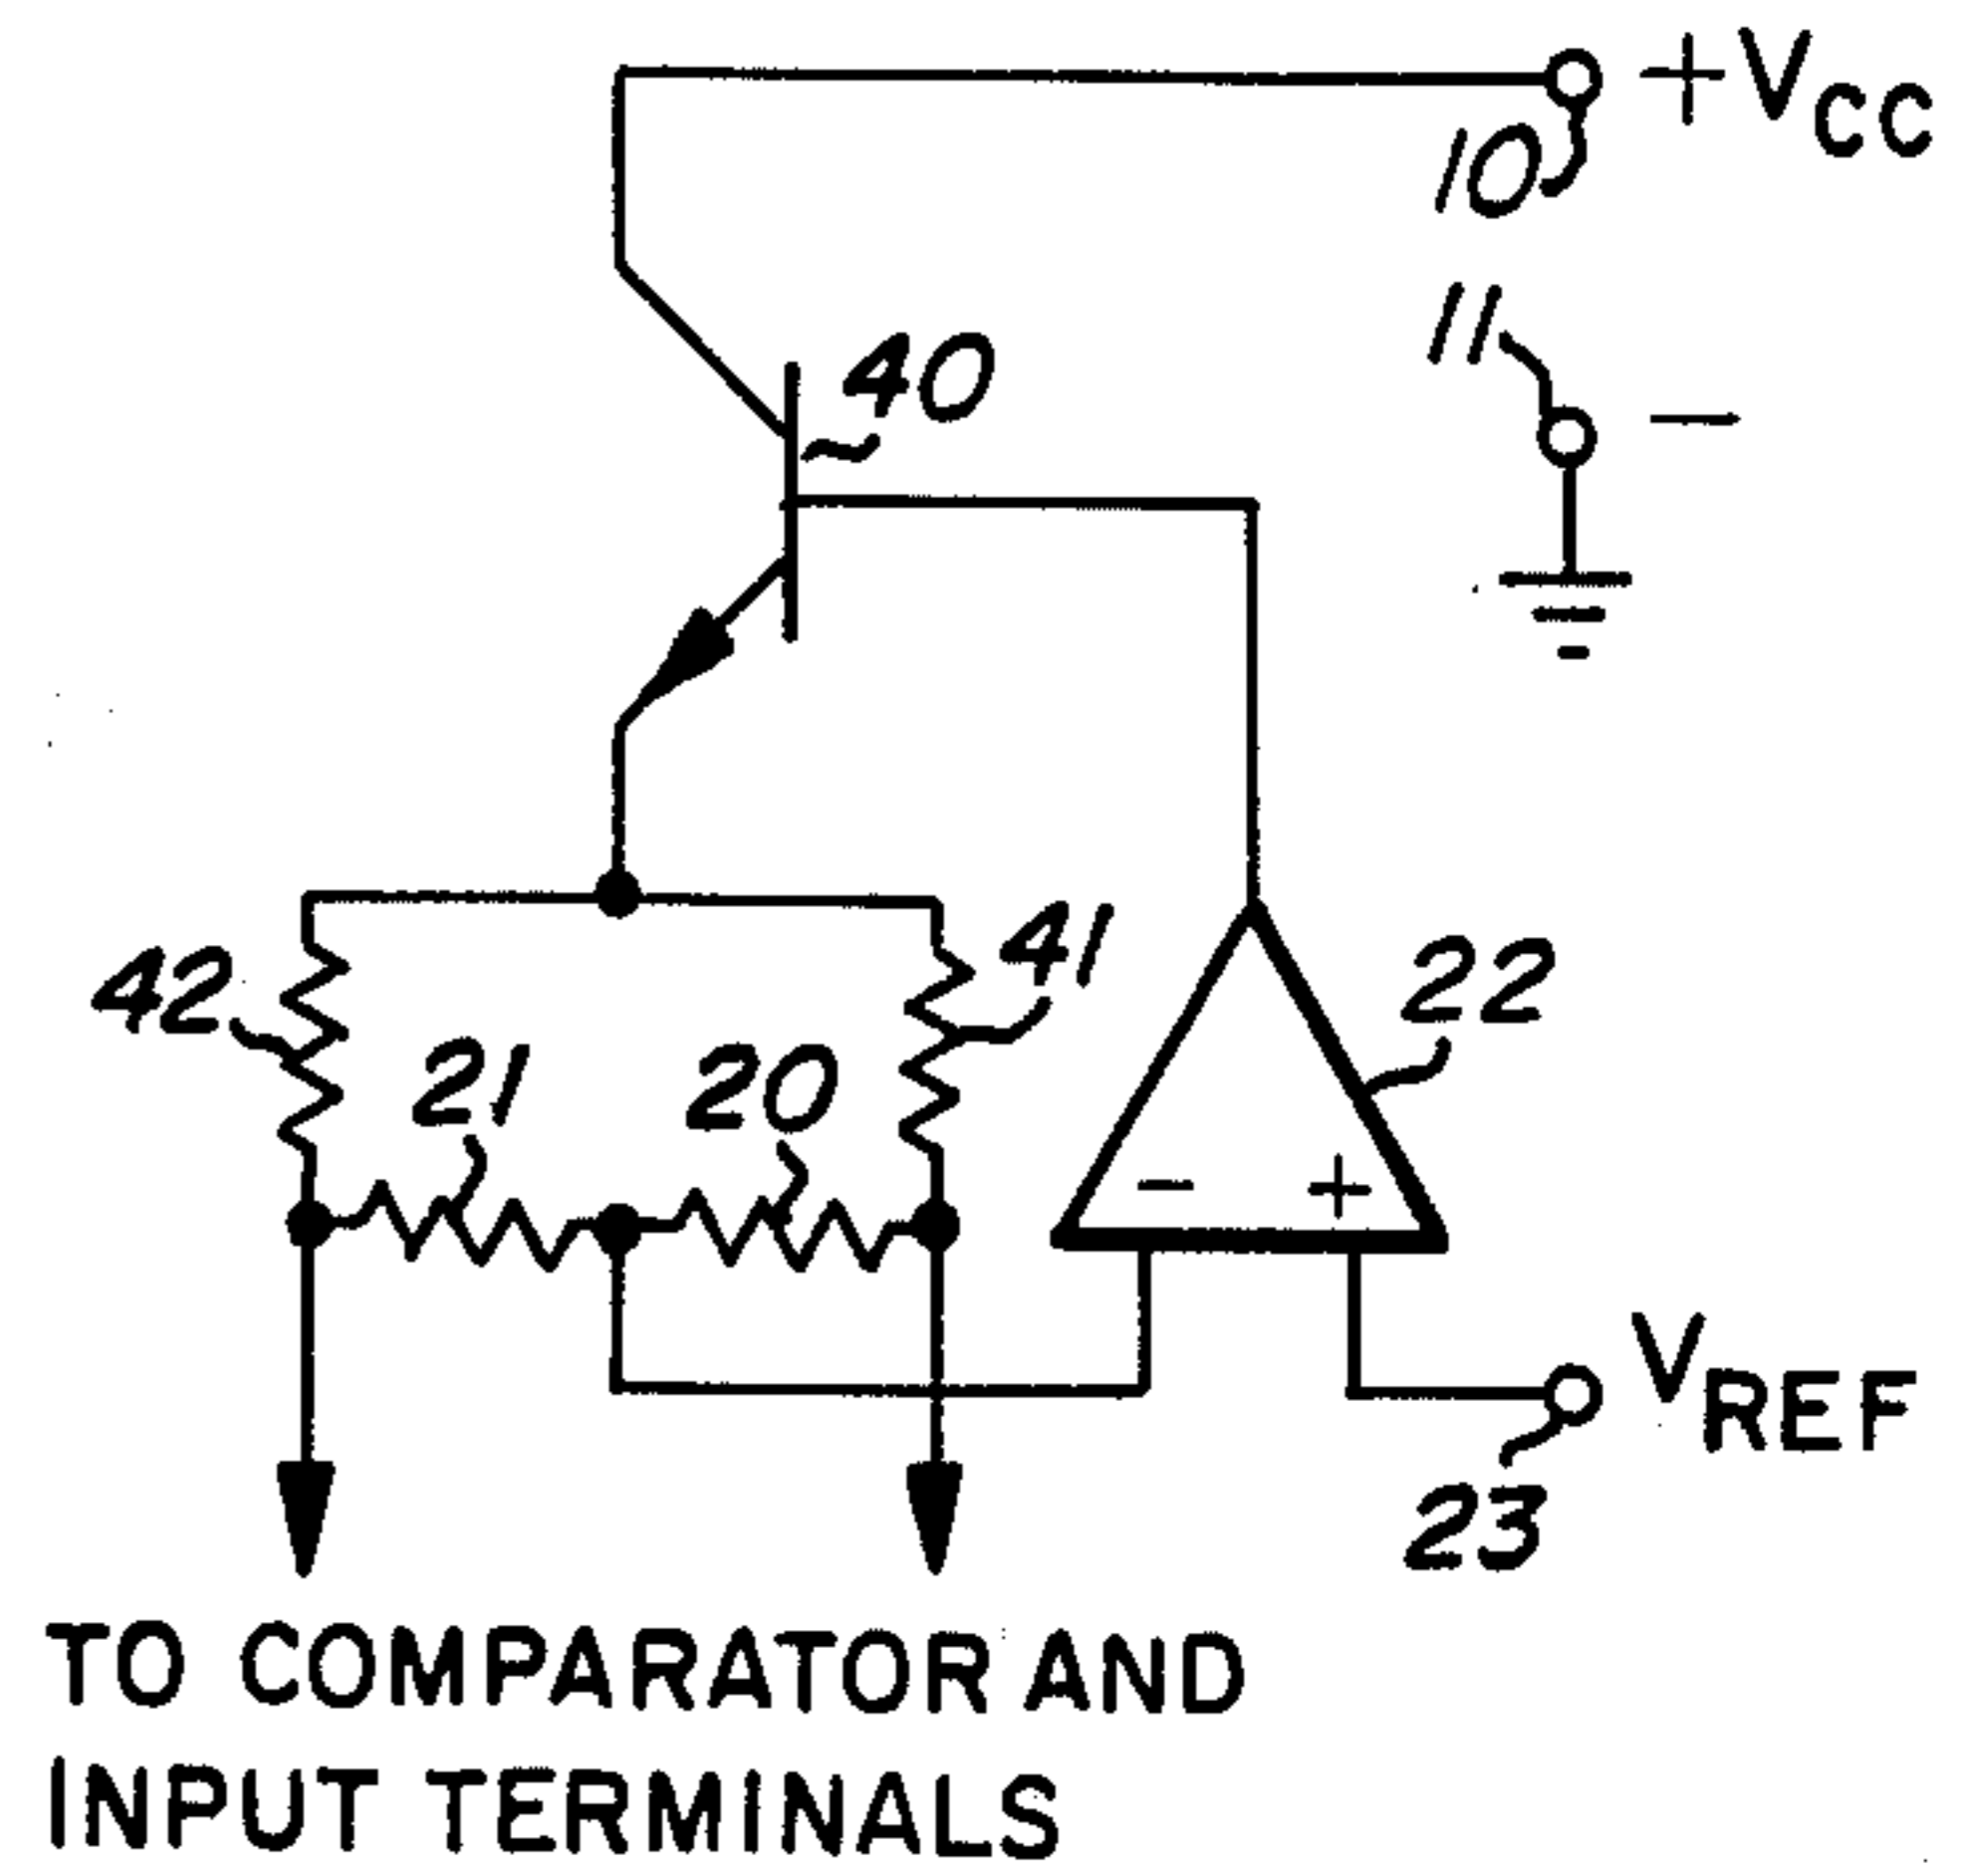 +VCC
10
11
−
40
42
41
22
21
20
− +
VREF
23
TO COMPARATOR AND
INPUT TERMINALS